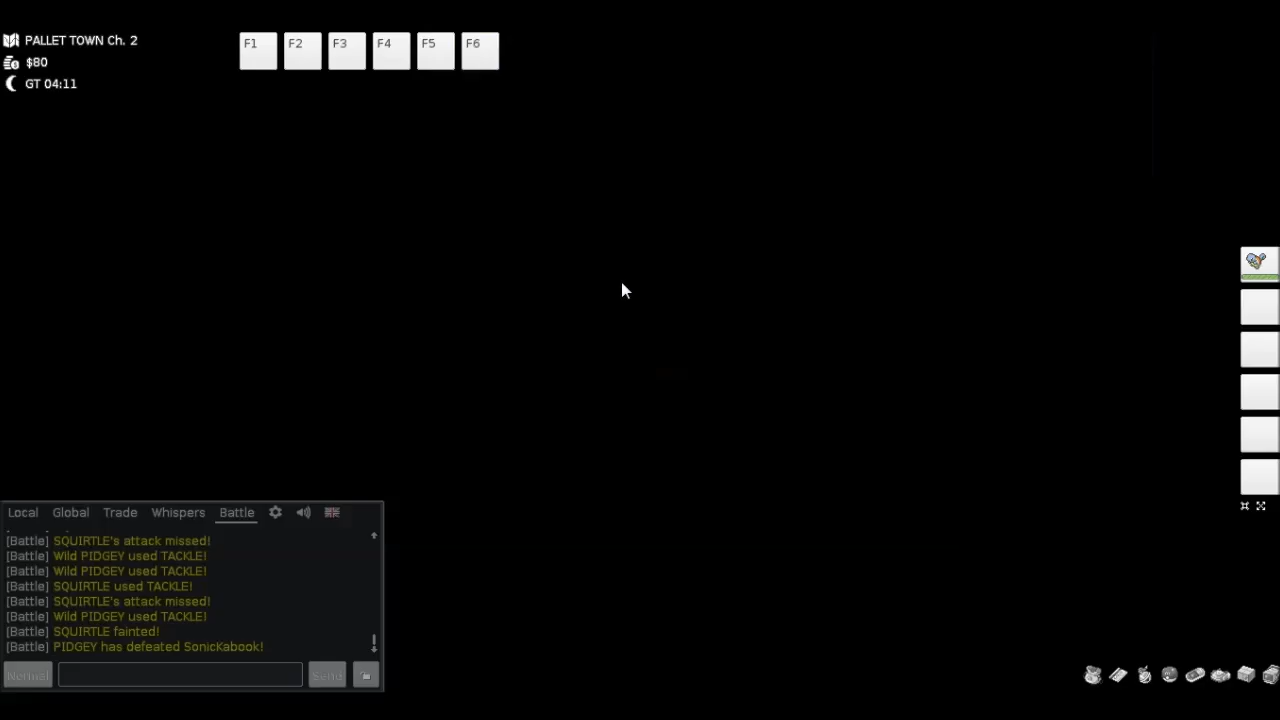 PALLET TOWN Ch. 2
$80
GT 04:11
F1 F2 F3 F4 F5 F6
Local Global Trade Whispers Battle
[Battle] SQUIRTLE's attack missed!
[Battle] Wild PIDGEY used TACKLE!
[Battle] Wild PIDGEY used TACKLE!
[Battle] SQUIRTLE used TACKLE!
[Battle] SQUIRTLE's attack missed!
[Battle] Wild PIDGEY used TACKLE!
[Battle] SQUIRTLE fainted!
[Battle] PIDGEY has defeated SonicKabook!
Normal Send